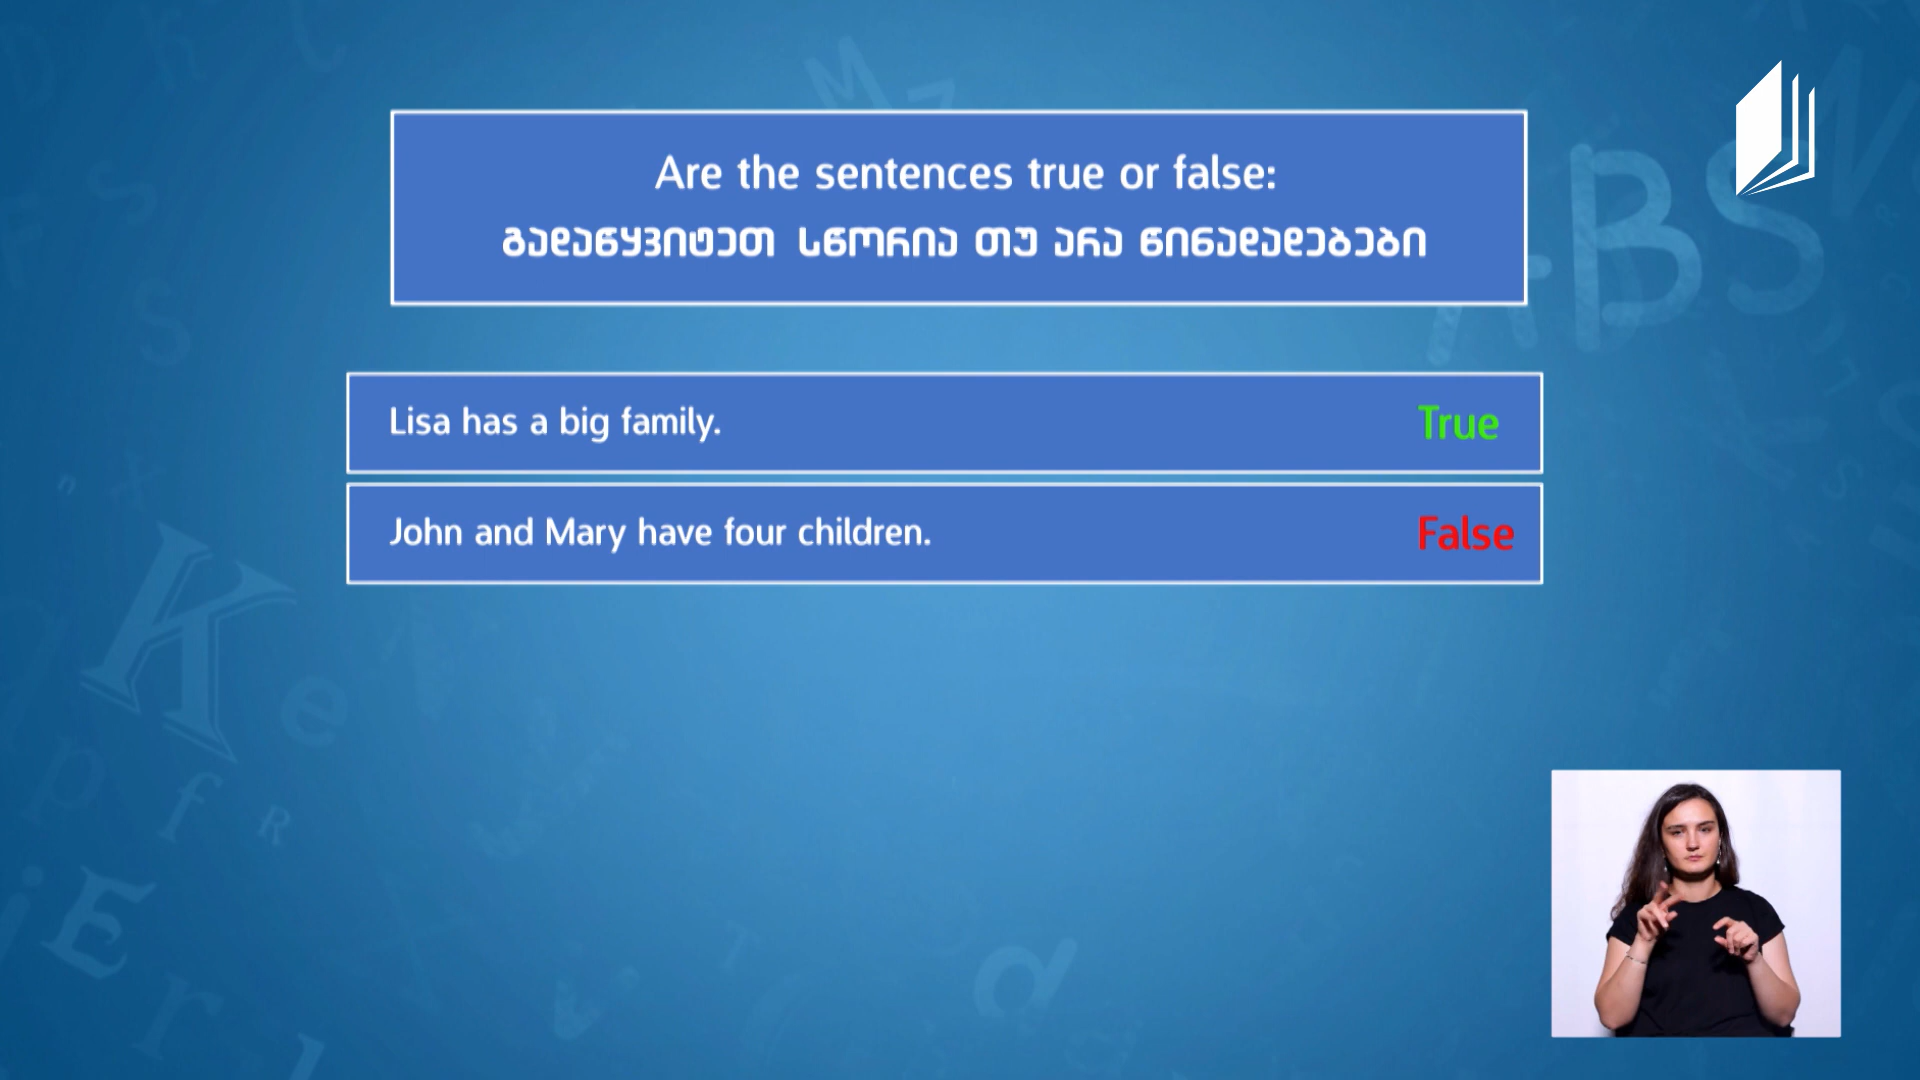 Are the sentences true or false:
გადაწყვიტეთ სწორია თუ არა წინადადებები
Lisa has a big family. True
John and Mary have four children. False